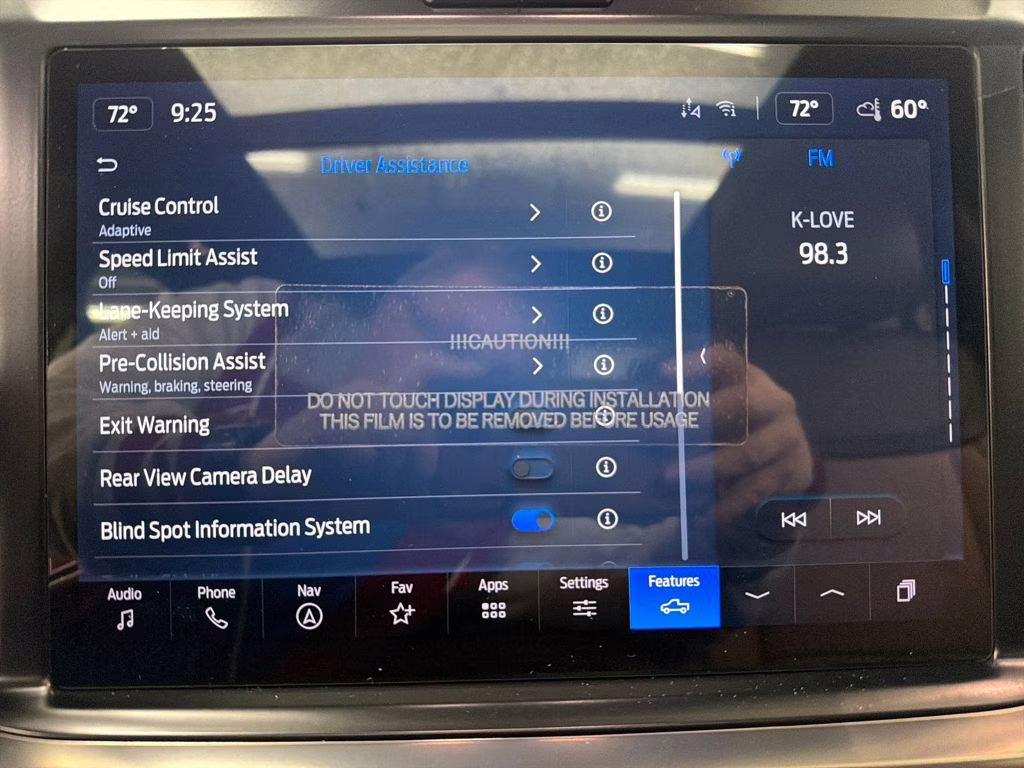 72° 9:25 72° 60°
Driver Assistance
FM
Cruise Control
Adaptive
K-LOVE
98.3
Speed Limit Assist
Off
Lane-Keeping System
Alert + aid
!!!CAUTION!!!
Pre-Collision Assist
Warning, braking, steering
DO NOT TOUCH DISPLAY DURING INSTALLATION
THIS FILM IS TO BE REMOVED BEFORE USAGE
Exit Warning
Rear View Camera Delay
Blind Spot Information System
Audio Phone Nav Fav Apps Settings Features